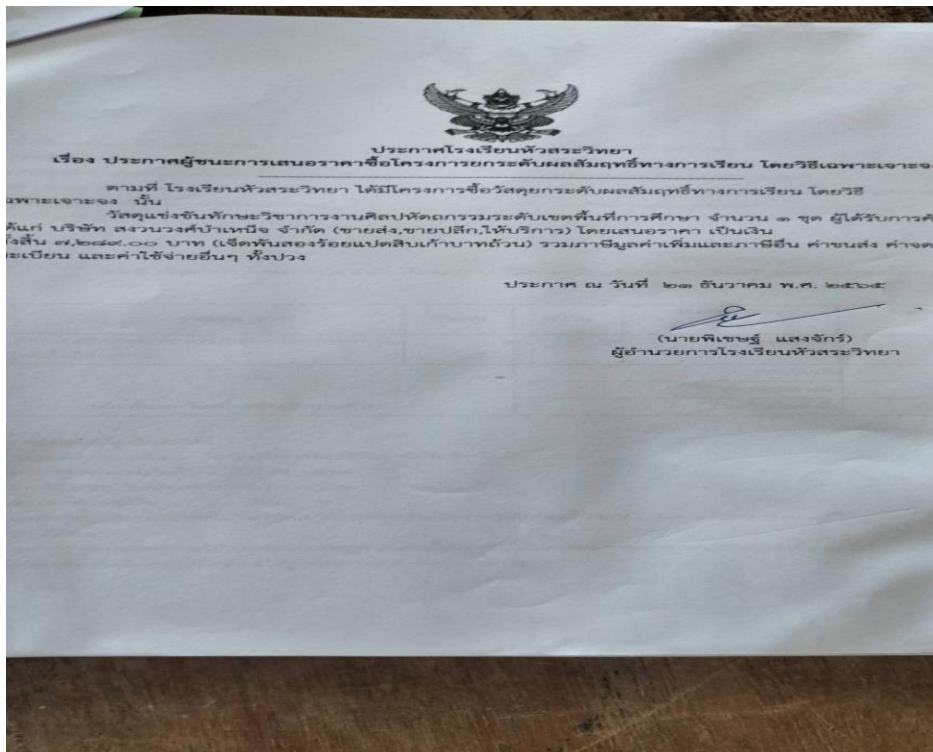 ประกาศโรงเรียนหัวสระวิทยา
เรื่อง ประกาศผู้ชนะการเสนอราคาซื้อโครงการยกระดับผลสัมฤทธิ์ทางการเรียน โดยวิธีเฉพาะเจาะจง
ตามที่ โรงเรียนหัวสระวิทยา ได้มีโครงการซื้อวัสดุยกระดับผลสัมฤทธิ์ทางการเรียน โดยวิธี
เฉพาะเจาะจง นั้น
วัสดุแข่งขันทักษะวิชาการงานศิลปหัตถกรรมระดับเขตพื้นที่การศึกษา จำนวน ๑ ชุด ผู้ได้รับการคั
ได้แก่ บริษัท สงวนวงศ์บำเหน็จ จำกัด (ขายส่ง,ขายปลีก,ให้บริการ) โดยเสนอราคา เป็นเงิน
ทั้งสิ้น ๗,๒๘๙.๐๐ บาท (เจ็ดพันสองร้อยแปดสิบเก้าบาทถ้วน) รวมภาษีมูลค่าเพิ่มและภาษีอื่น ค่าขนส่ง ค่าจด
ทะเบียน และค่าใช้จ่ายอื่นๆ ทั้งปวง
ประกาศ ณ วันที่ ๒๑ ธันวาคม พ.ศ. ๒๕๖๕
(นายพิเชษฐ์ แสงจักร์)
ผู้อำนวยการโรงเรียนหัวสระวิทยา